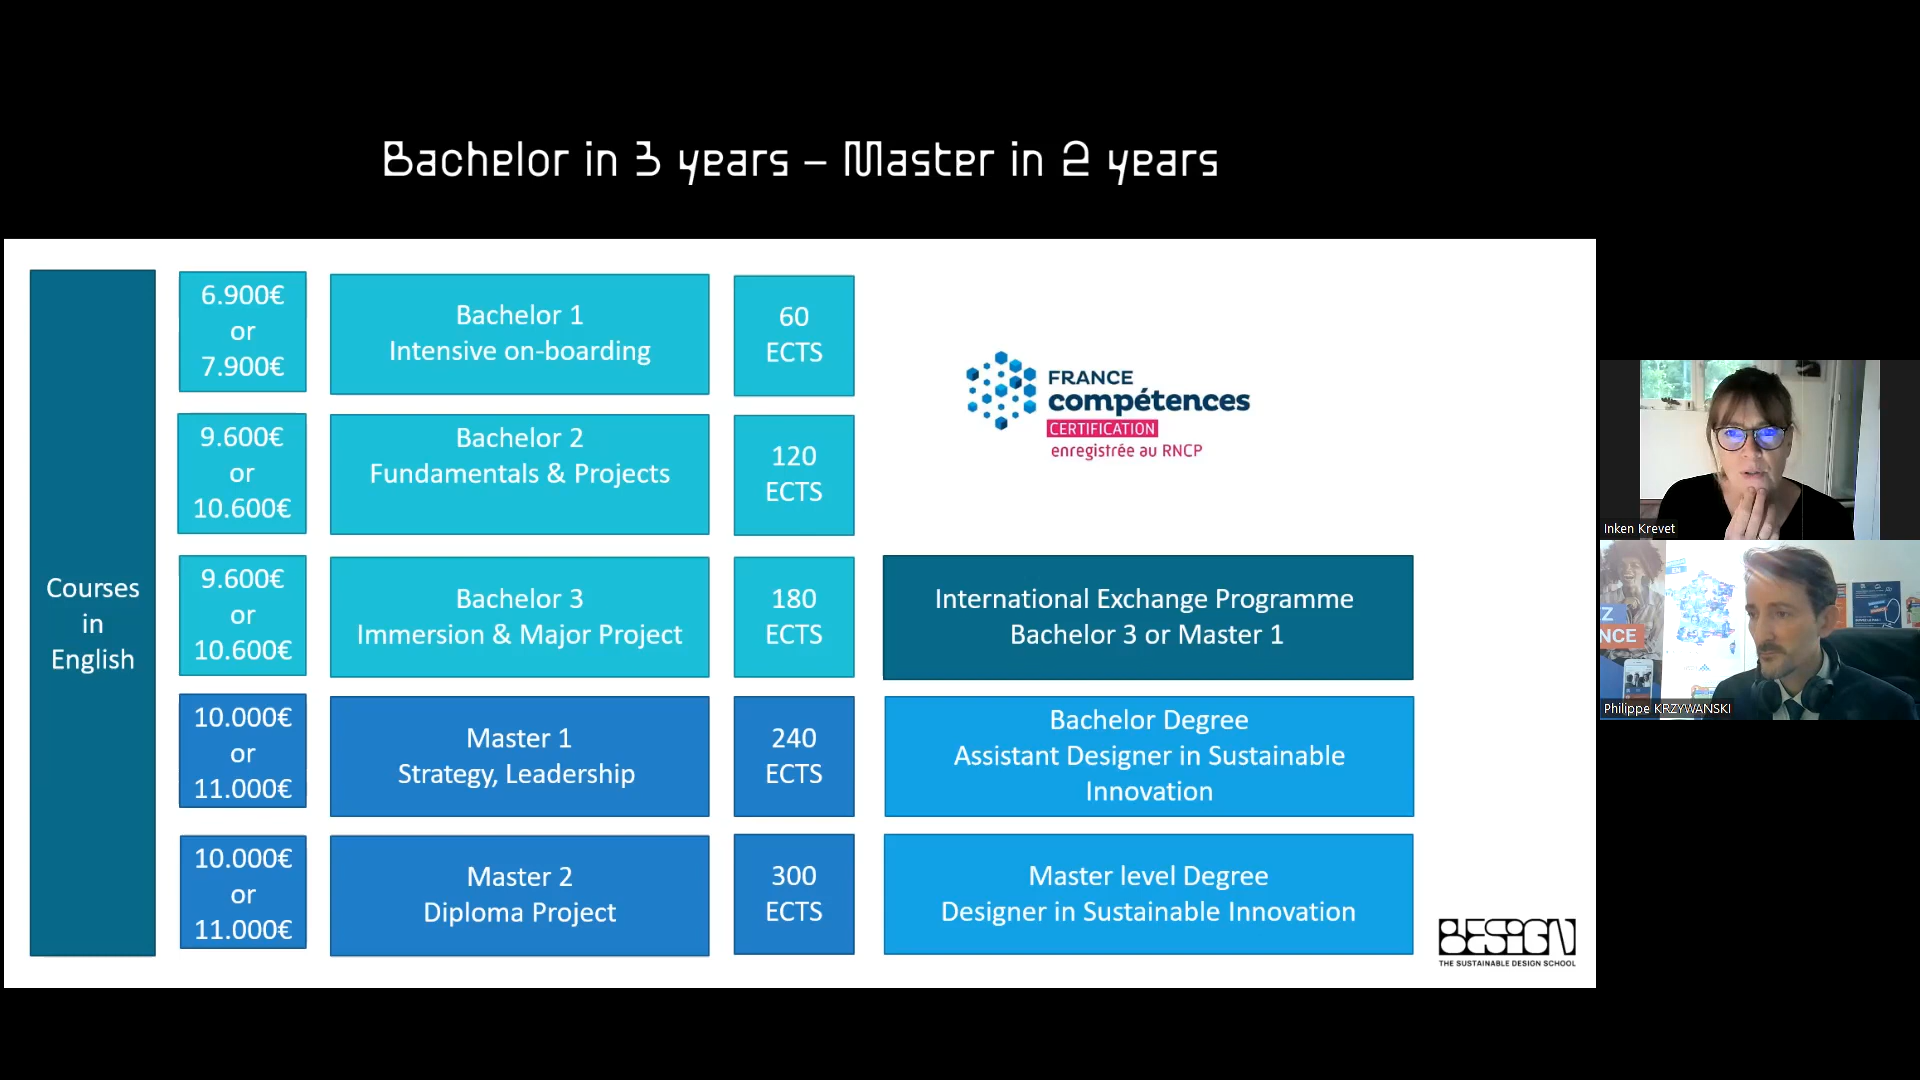 Bachelor in 3 years – Master in 2 years
Courses
in
English
6.900€
or
7.900€
Bachelor 1
Intensive on-boarding
60
ECTS
FRANCE
compétences
CERTIFICATION
enregistrée au RNCP
9.600€
or
10.600€
Bachelor 2
Fundamentals & Projects
120
ECTS
9.600€
or
10.600€
Bachelor 3
Immersion & Major Project
180
ECTS
International Exchange Programme
Bachelor 3 or Master 1
10.000€
or
11.000€
Master 1
Strategy, Leadership
240
ECTS
Bachelor Degree
Assistant Designer in Sustainable
Innovation
10.000€
or
11.000€
Master 2
Diploma Project
300
ECTS
Master level Degree
Designer in Sustainable Innovation
DESIGN
THE SUSTAINABLE DESIGN SCHOOL
Inken Krevet
Z
NCE
Philippe KRZYWANSKI